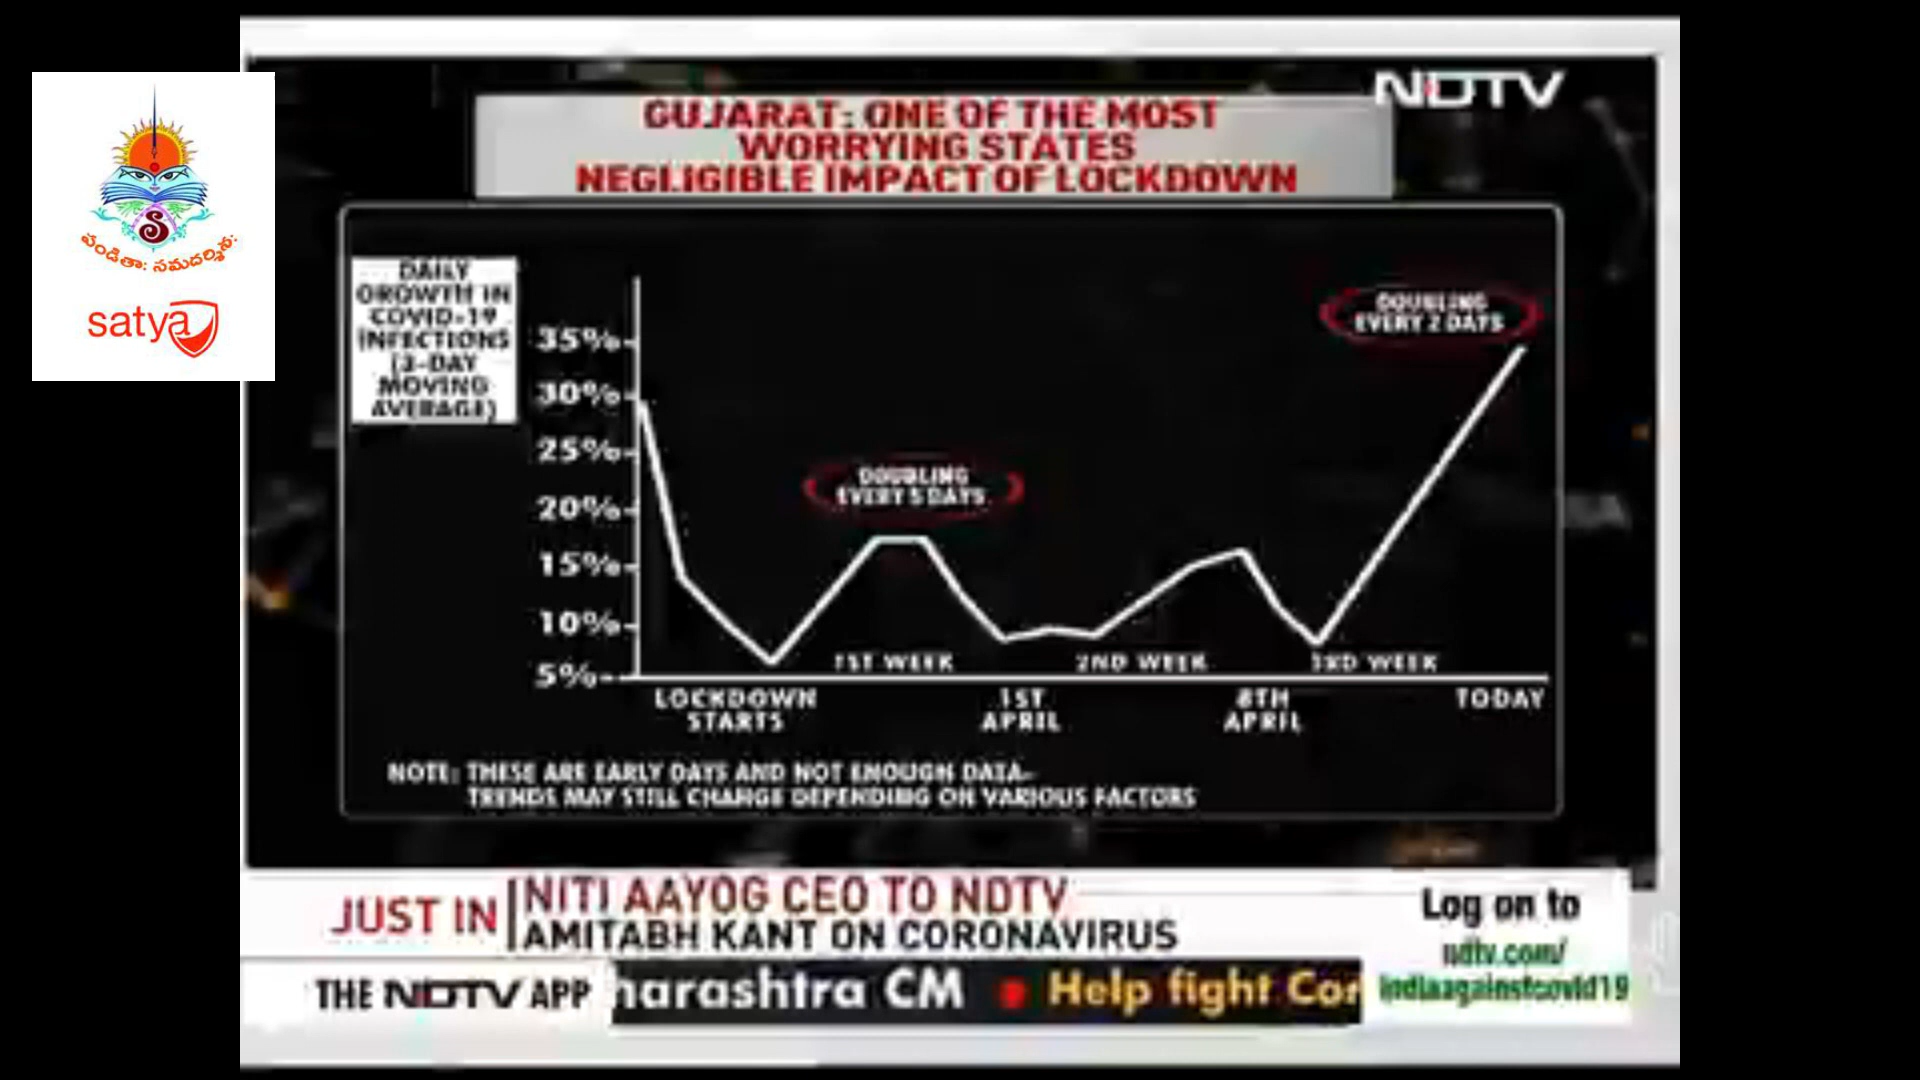 NDTV
GUJARAT: ONE OF THE MOST
WORRYING STATES
NEGLIGIBLE IMPACT OF LOCKDOWN
పండితాః సమదర్శినః
satya
DAILY
GROWTH IN
COVID-19
INFECTIONS
(3-DAY
MOVING
AVERAGE)
35%
30%
25%
20%
15%
10%
5%
DOUBLING
EVERY 5 DAYS
DOUBLING
EVERY 2 DAYS
1ST WEEK
2ND WEEK
3RD WEEK
LOCKDOWN
STARTS
1ST
APRIL
8TH
APRIL
TODAY
NOTE: THESE ARE EARLY DAYS AND NOT ENOUGH DATA-
TRENDS MAY STILL CHANGE DEPENDING ON VARIOUS FACTORS
JUST IN
NITI AAYOG CEO TO NDTV
AMITABH KANT ON CORONAVIRUS
Log on to
ndtv.com/
indiaagainstcovid19
THE NDTV APP
harashtra CM • Help fight Cor